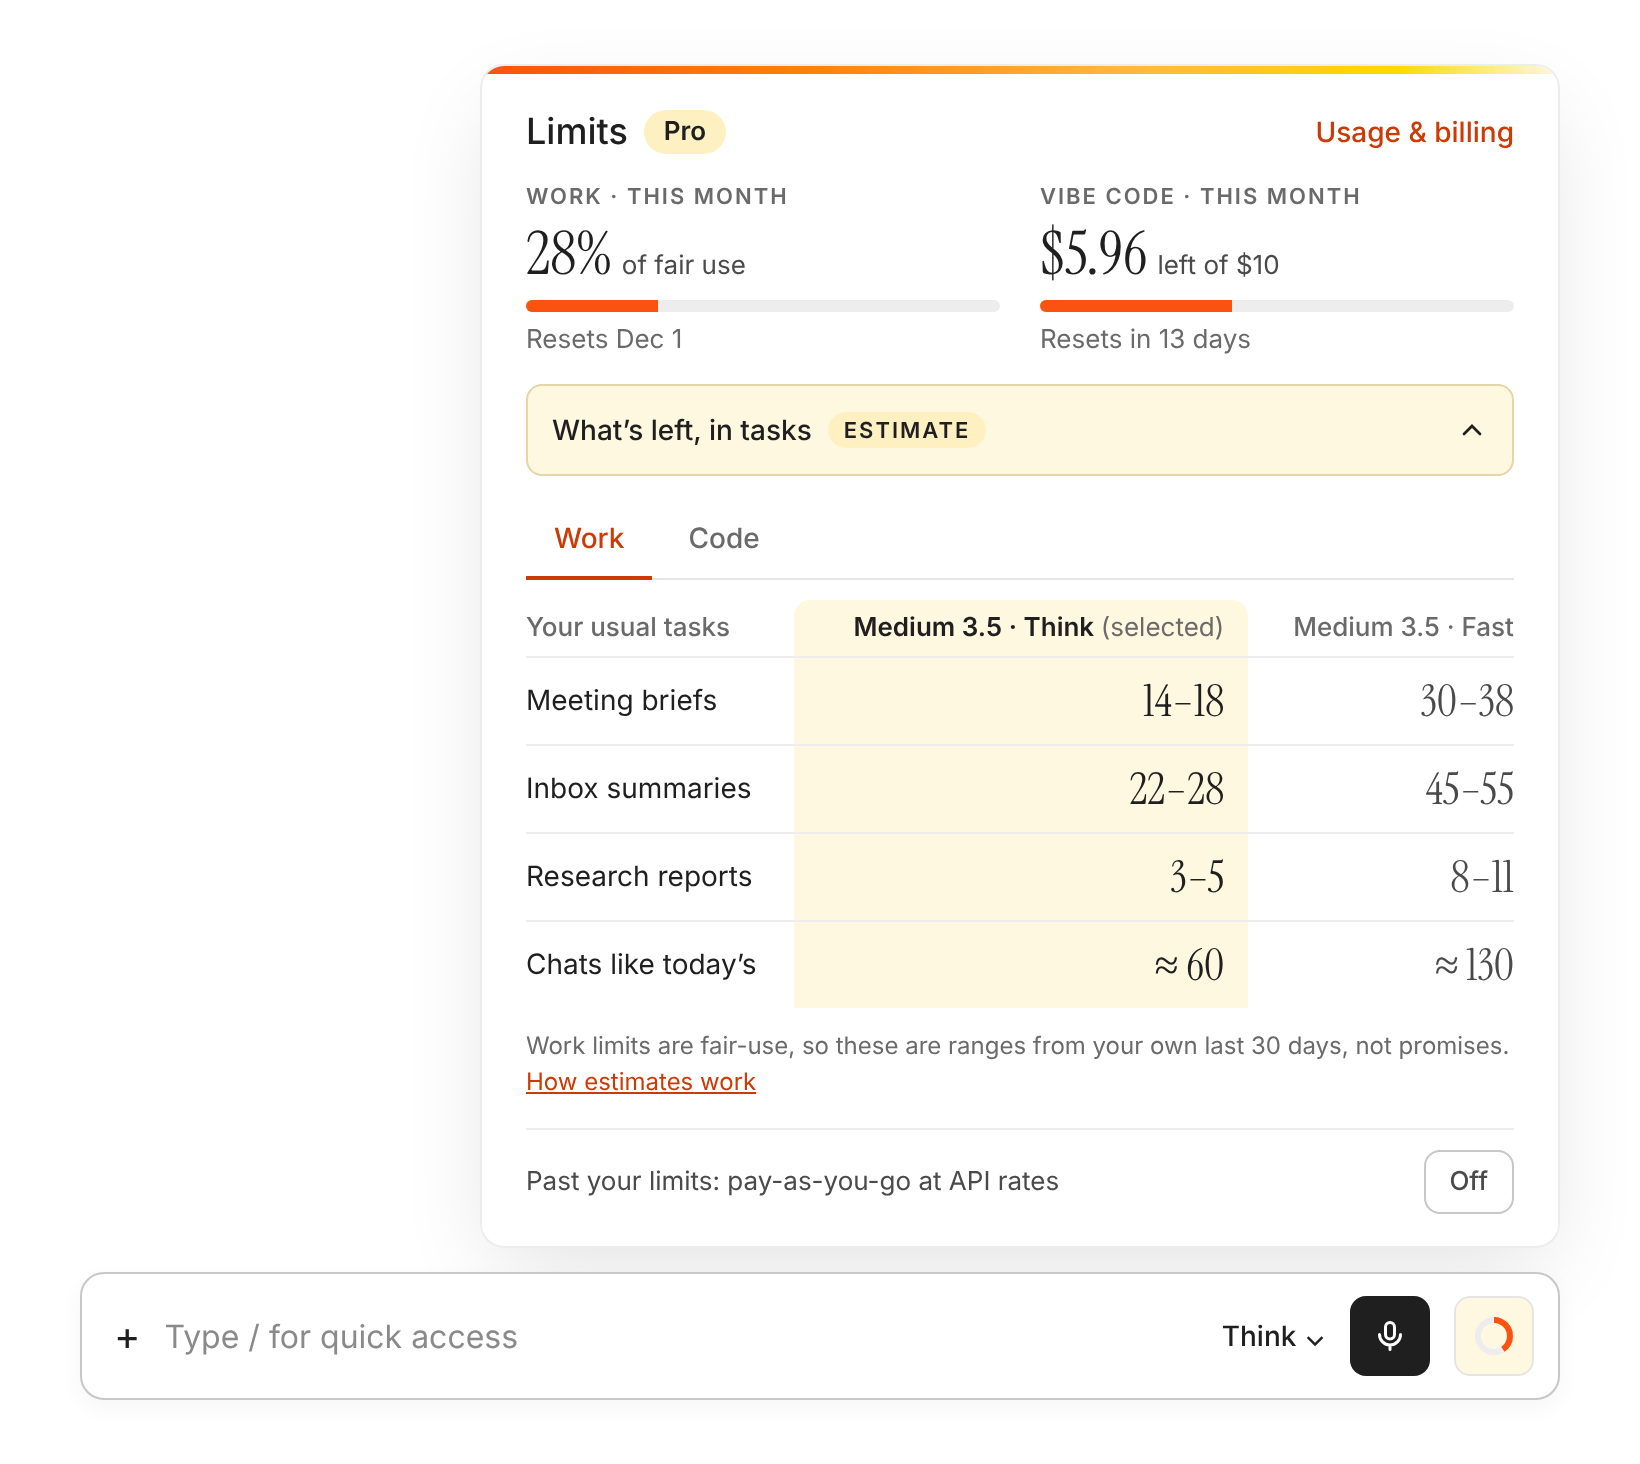 Limits Pro Usage & billing
WORK · THIS MONTH
28% of fair use
Resets Dec 1
VIBE CODE · THIS MONTH
$5.96 left of $10
Resets in 13 days
What’s left, in tasks ESTIMATE
Work Code
Your usual tasks Medium 3.5 · Think (selected) Medium 3.5 · Fast
Meeting briefs 14–18 30–38
Inbox summaries 22–28 45–55
Research reports 3–5 8–11
Chats like today’s ≈ 60 ≈ 130
Work limits are fair-use, so these are ranges from your own last 30 days, not promises.
How estimates work
Past your limits: pay-as-you-go at API rates Off
+ Type / for quick access Think